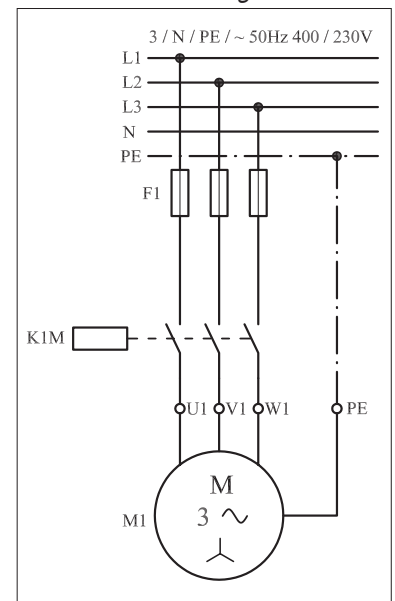 3 / N / PE / ~ 50Hz 400 / 230V
L1
L2
L3
N
PE
F1
K1M
U1 V1 W1 PE
M
M1 3